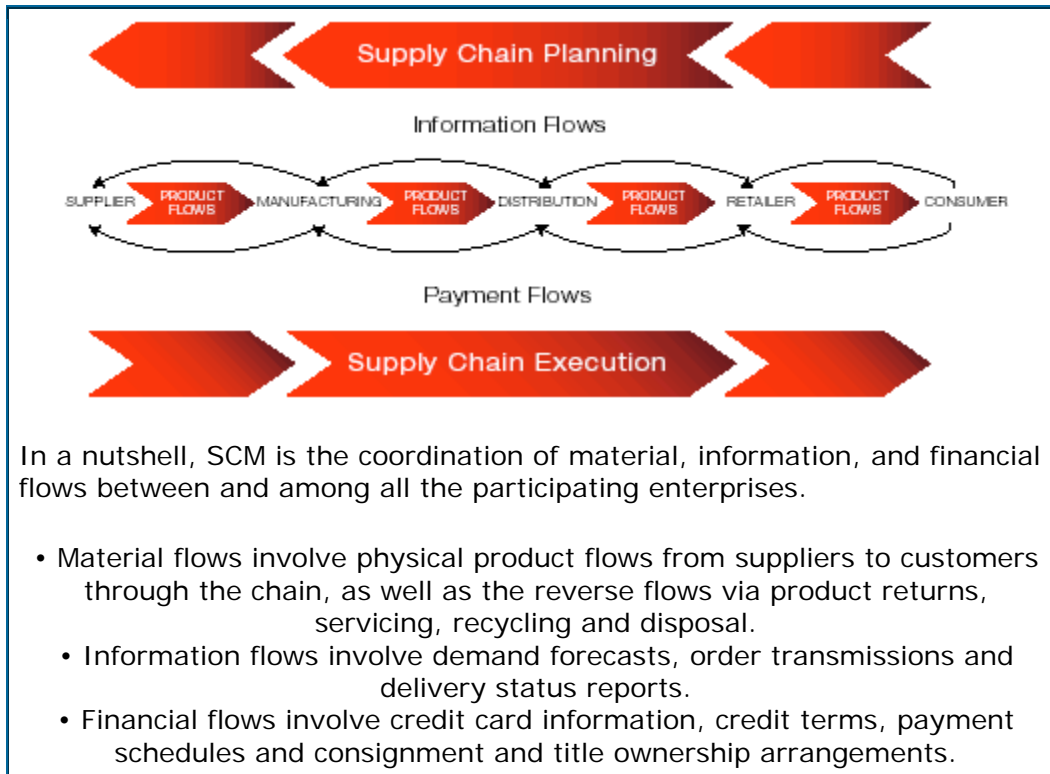 Supply Chain Planning
Information Flows
SUPPLIER PRODUCT FLOWS MANUFACTURING PRODUCT FLOWS DISTRIBUTION PRODUCT FLOWS RETAILER PRODUCT FLOWS CONSUMER
Payment Flows
Supply Chain Execution
In a nutshell, SCM is the coordination of material, information, and financial
flows between and among all the participating enterprises.
• Material flows involve physical product flows from suppliers to customers
through the chain, as well as the reverse flows via product returns,
servicing, recycling and disposal.
• Information flows involve demand forecasts, order transmissions and
delivery status reports.
• Financial flows involve credit card information, credit terms, payment
schedules and consignment and title ownership arrangements.